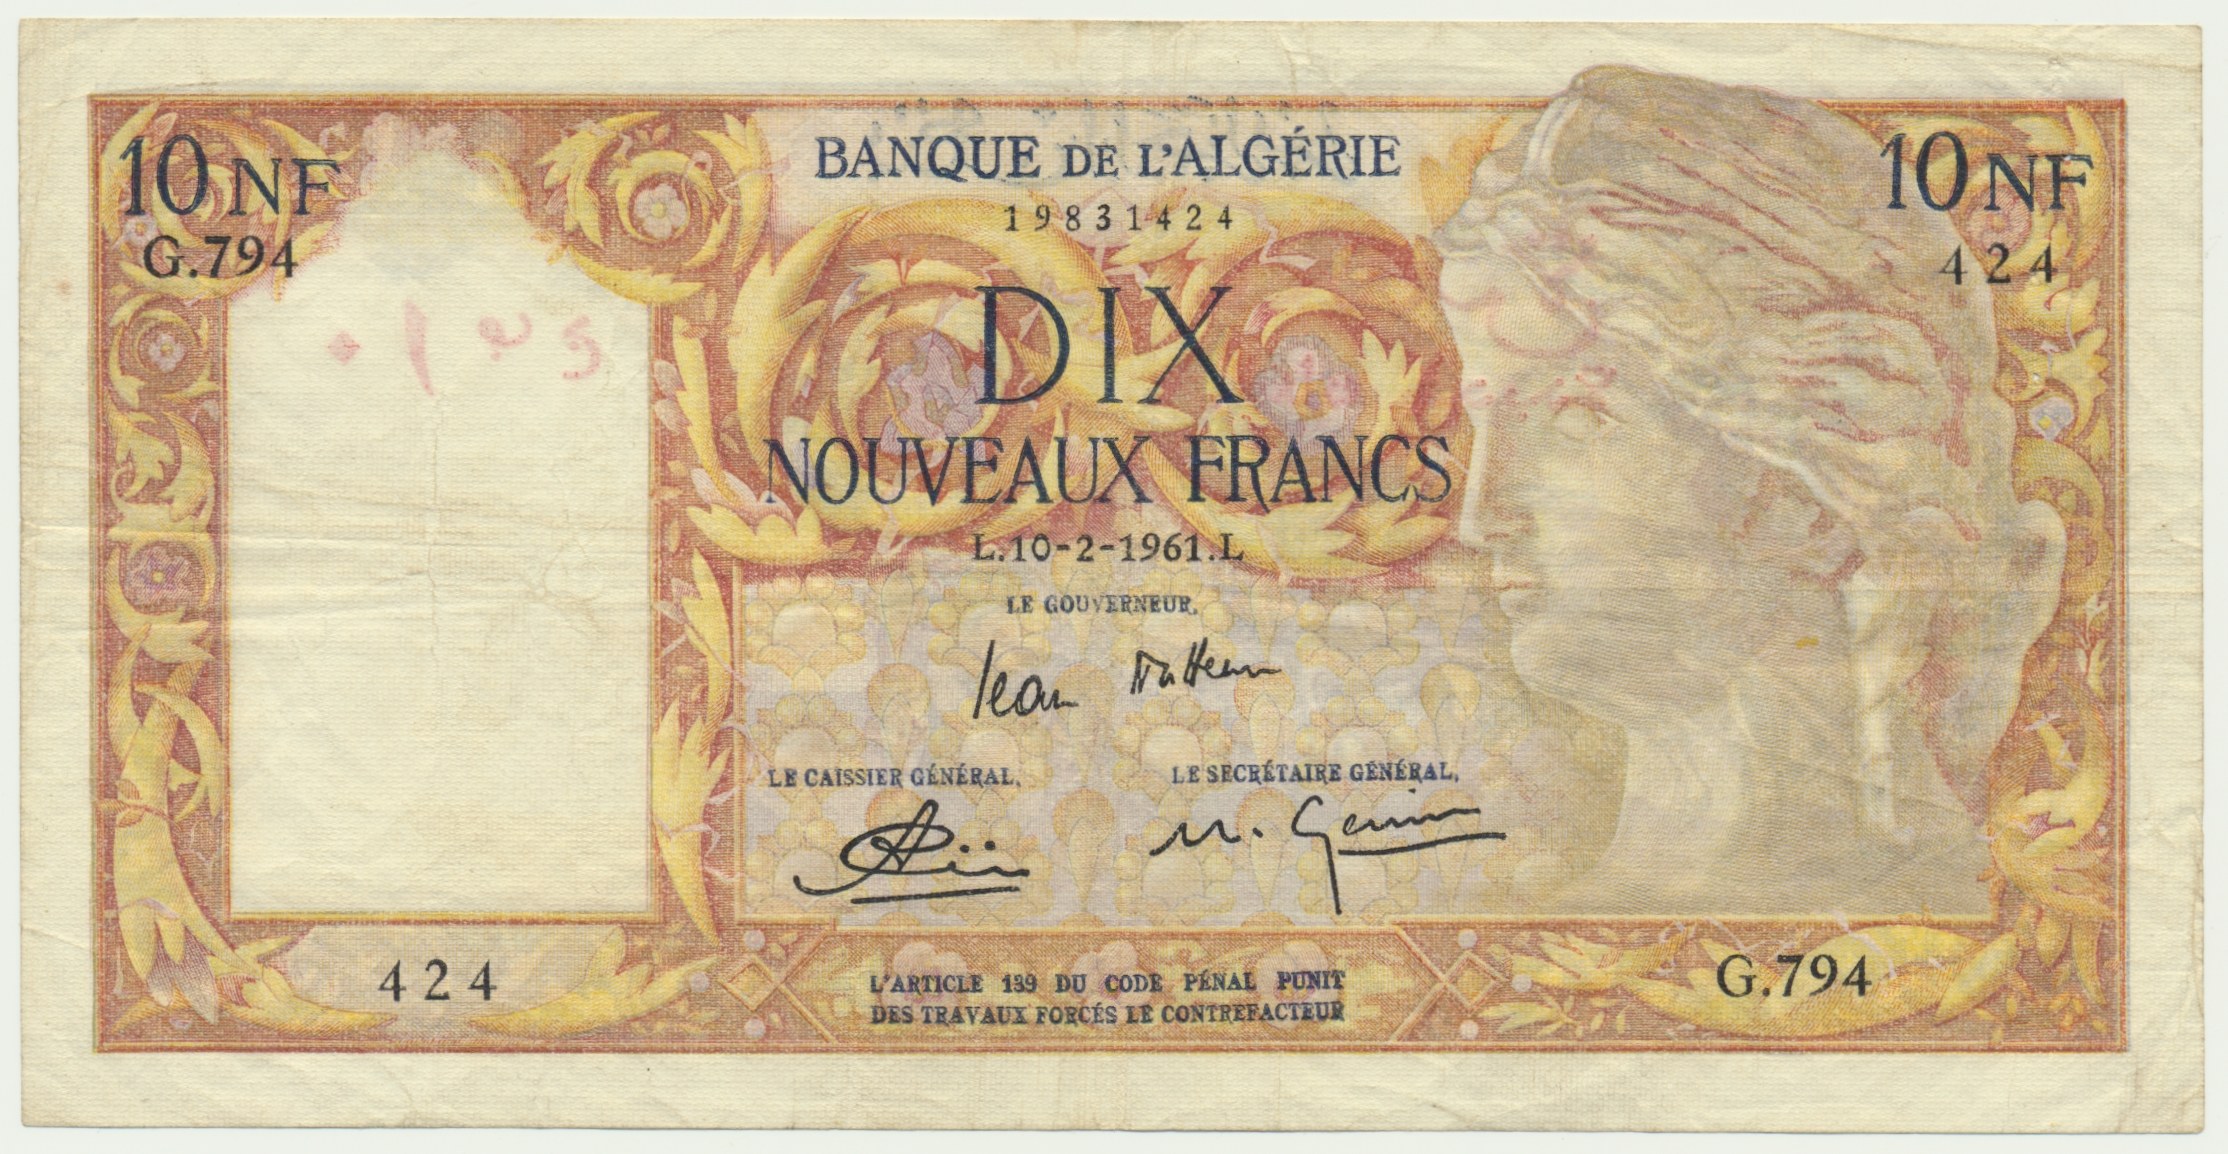 10 NF
BANQUE DE L'ALGÉRIE
10 NF
G.794
19831424
424
DIX
NOUVEAUX FRANCS
L.10-2-1961.L
LE GOUVERNEUR,
LE CAISSIER GÉNÉRAL,
LE SECRÉTAIRE GÉNÉRAL,
424
G.794
L'ARTICLE 139 DU CODE PÉNAL PUNIT
DES TRAVAUX FORCÉS LE CONTREFACTEUR